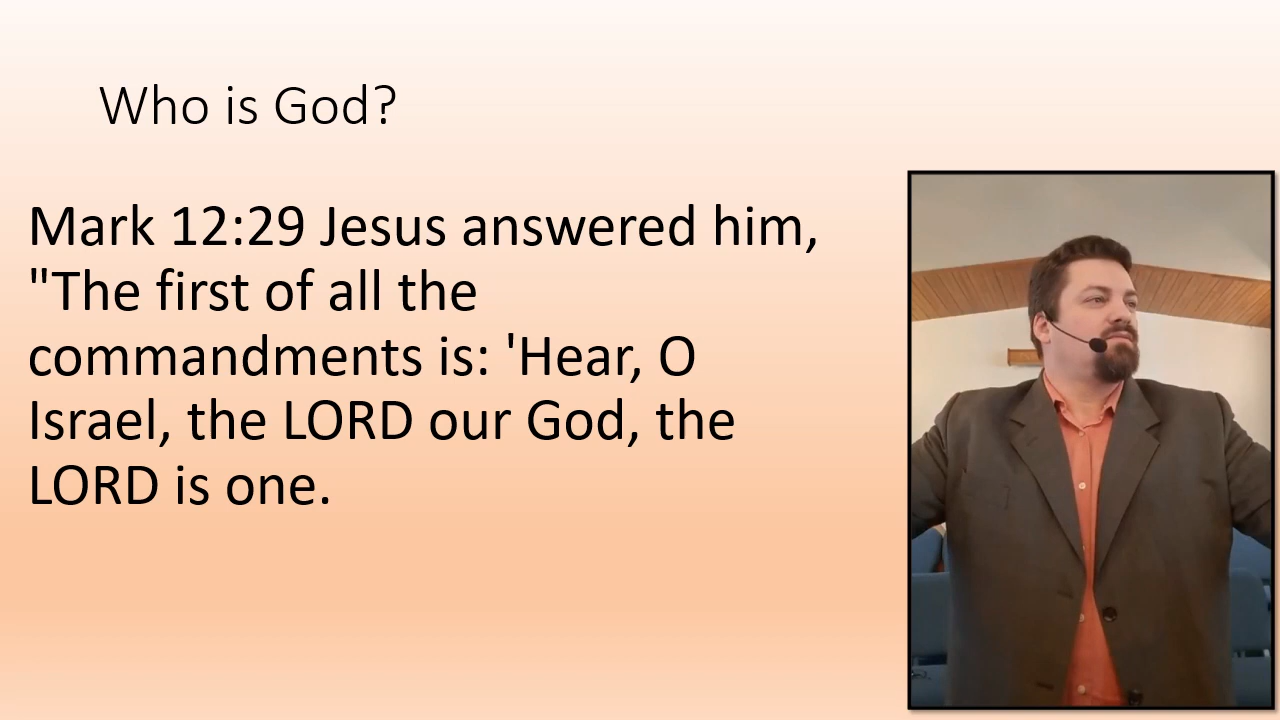 Who is God?
Mark 12:29 Jesus answered him,
"The first of all the
commandments is: 'Hear, O
Israel, the LORD our God, the
LORD is one.